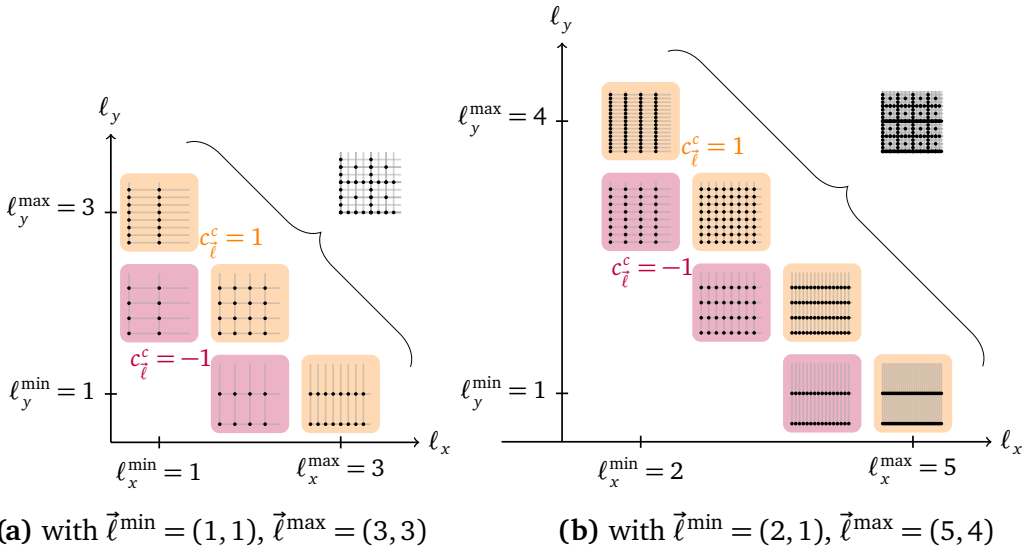 ℓ_y
ℓ_y^max = 3
c_ℓ⃗^c = 1
c_ℓ⃗^c = −1
ℓ_y^min = 1
ℓ_x
ℓ_x^min = 1
ℓ_x^max = 3
(a) with ℓ⃗^min = (1, 1), ℓ⃗^max = (3, 3)
ℓ_y
ℓ_y^max = 4
c_ℓ⃗^c = 1
c_ℓ⃗^c = −1
ℓ_y^min = 1
ℓ_x
ℓ_x^min = 2
ℓ_x^max = 5
(b) with ℓ⃗^min = (2, 1), ℓ⃗^max = (5, 4)